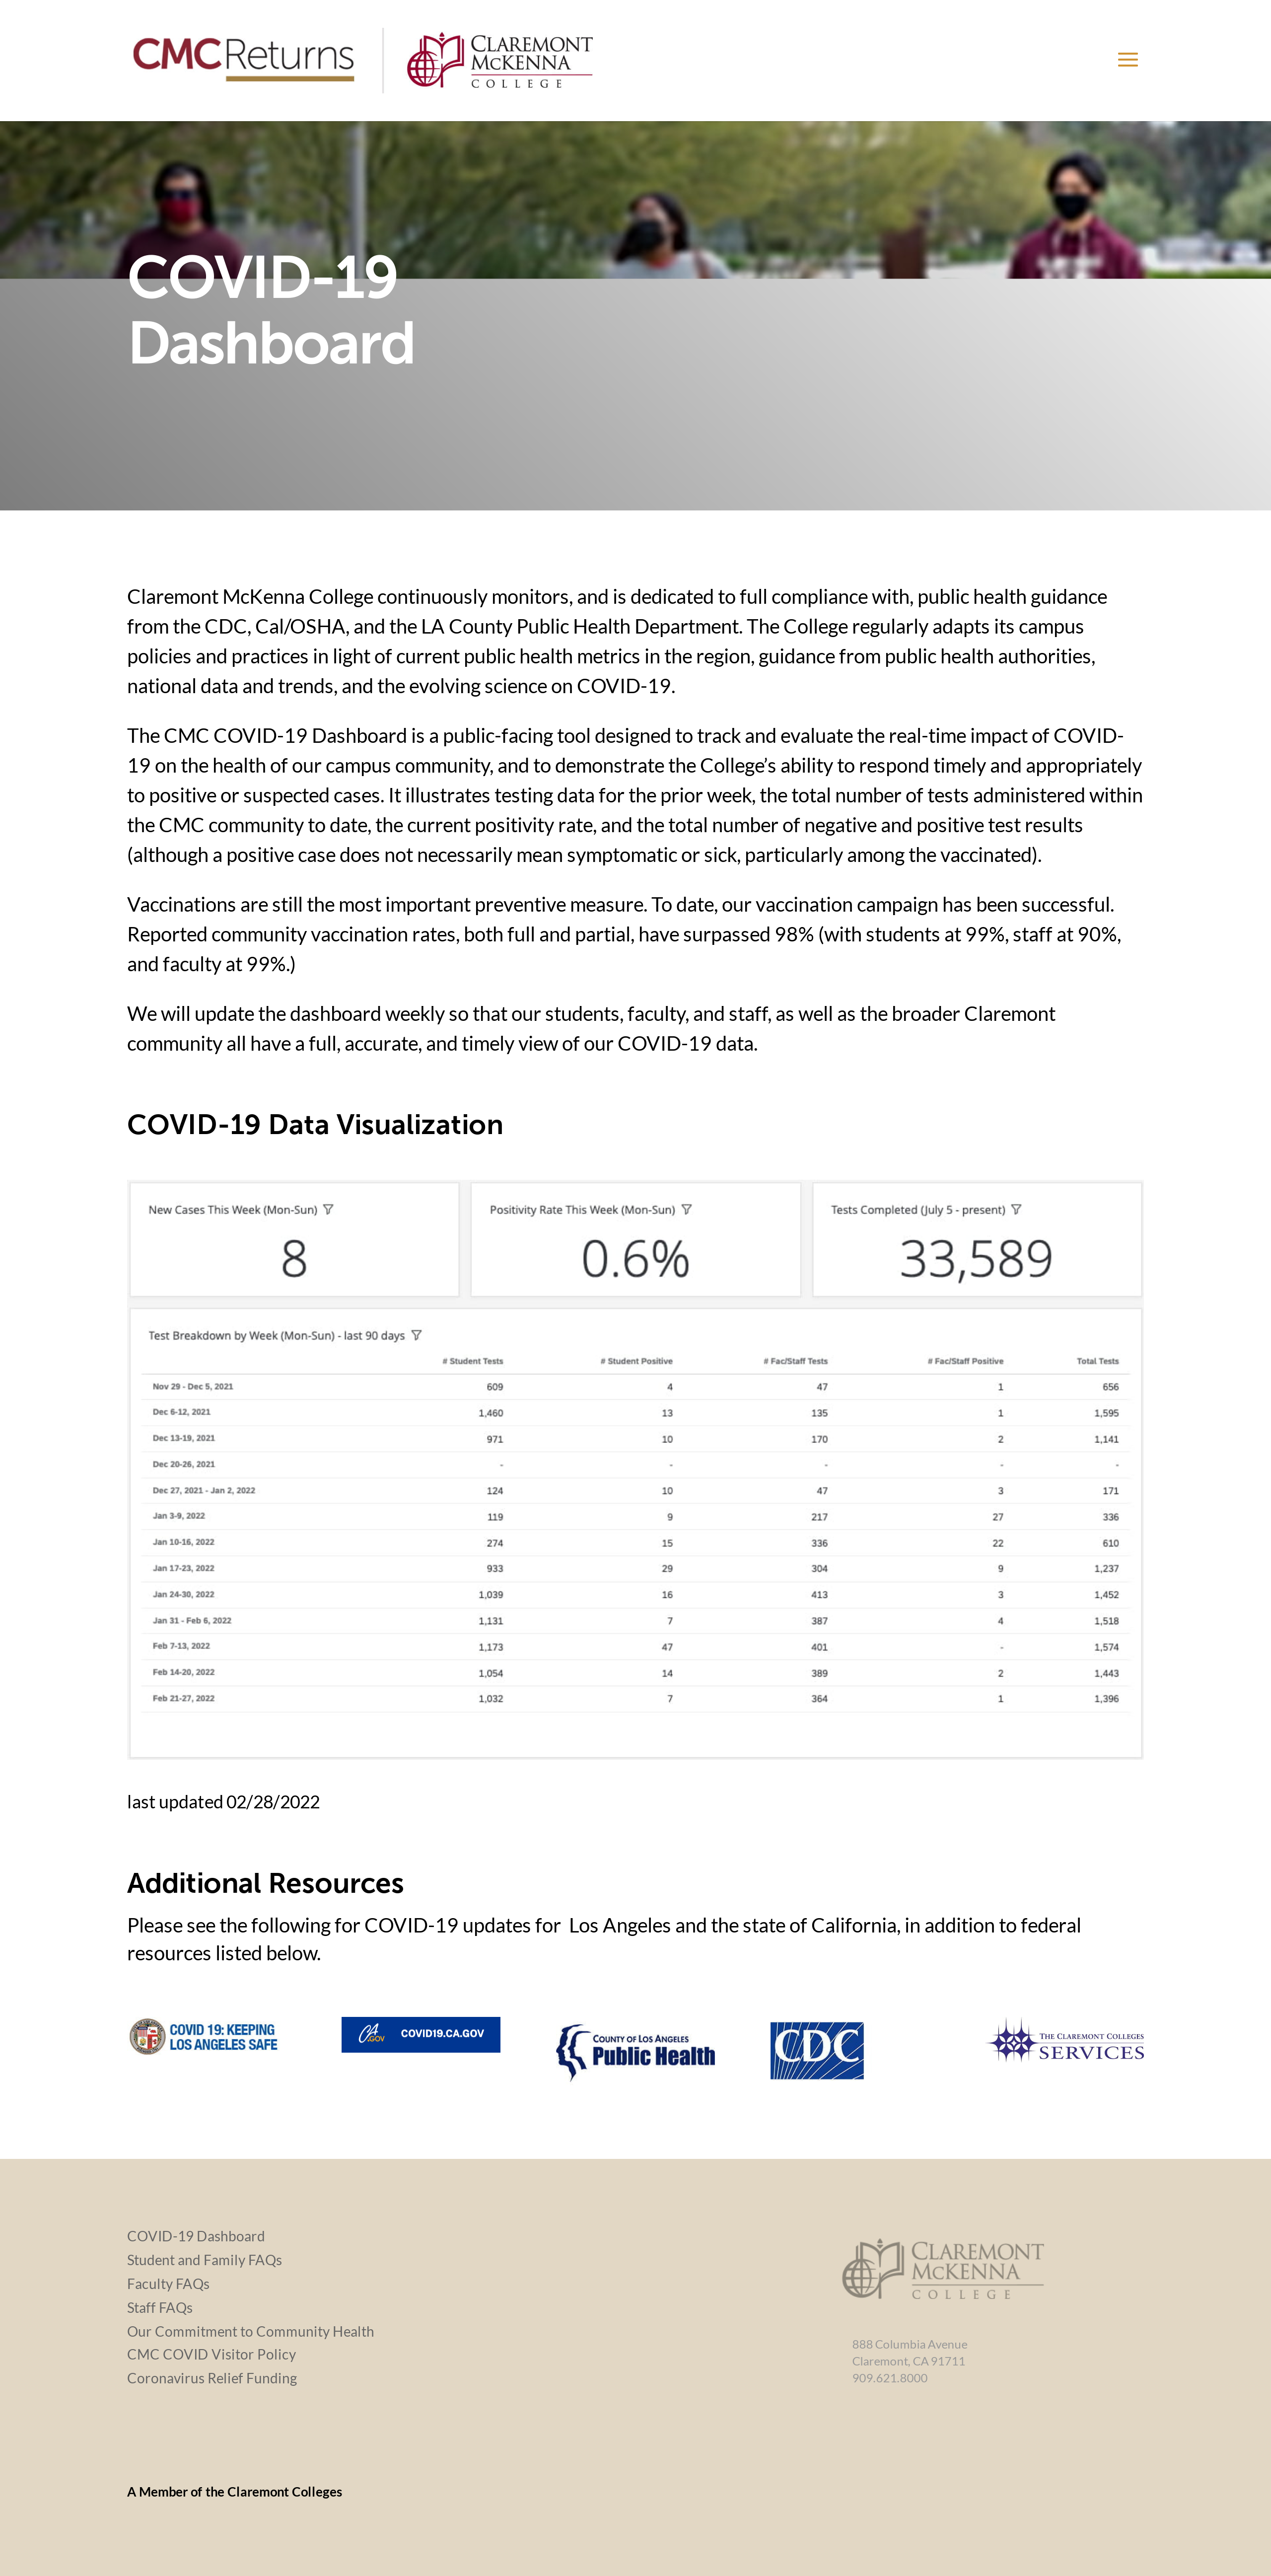 CMCReturns
CLAREMONT
MCKENNA
COLLEGE
COVID-19
Dashboard
Claremont McKenna College continuously monitors, and is dedicated to full compliance with, public health guidance
from the CDC, Cal/OSHA, and the LA County Public Health Department. The College regularly adapts its campus
policies and practices in light of current public health metrics in the region, guidance from public health authorities,
national data and trends, and the evolving science on COVID-19.
The CMC COVID-19 Dashboard is a public-facing tool designed to track and evaluate the real-time impact of COVID-
19 on the health of our campus community, and to demonstrate the College’s ability to respond timely and appropriately
to positive or suspected cases. It illustrates testing data for the prior week, the total number of tests administered within
the CMC community to date, the current positivity rate, and the total number of negative and positive test results
(although a positive case does not necessarily mean symptomatic or sick, particularly among the vaccinated).
Vaccinations are still the most important preventive measure. To date, our vaccination campaign has been successful.
Reported community vaccination rates, both full and partial, have surpassed 98% (with students at 99%, staff at 90%,
and faculty at 99%.)
We will update the dashboard weekly so that our students, faculty, and staff, as well as the broader Claremont
community all have a full, accurate, and timely view of our COVID-19 data.
COVID-19 Data Visualization
New Cases This Week (Mon-Sun) Positivity Rate This Week (Mon-Sun) Tests Completed (July 5 - present)
8 0.6% 33,589
Test Breakdown by Week (Mon-Sun) - last 90 days
# Student Tests # Student Positive # Fac/Staff Tests # Fac/Staff Positive Total Tests
Nov 29 - Dec 5, 2021 609 4 47 1 656
Dec 6-12, 2021 1,460 13 135 1 1,595
Dec 13-19, 2021 971 10 170 2 1,141
Dec 20-26, 2021 - - - - -
Dec 27, 2021 - Jan 2, 2022 124 10 47 3 171
Jan 3-9, 2022 119 9 217 27 336
Jan 10-16, 2022 274 15 336 22 610
Jan 17-23, 2022 933 29 304 9 1,237
Jan 24-30, 2022 1,039 16 413 3 1,452
Jan 31 - Feb 6, 2022 1,131 7 387 4 1,518
Feb 7-13, 2022 1,173 47 401 - 1,574
Feb 14-20, 2022 1,054 14 389 2 1,443
Feb 21-27, 2022 1,032 7 364 1 1,396
last updated 02/28/2022
Additional Resources
Please see the following for COVID-19 updates for  Los Angeles and the state of California, in addition to federal
resources listed below.
COVID 19: KEEPING
LOS ANGELES SAFE
CA.GOV COVID19.CA.GOV
COUNTY OF LOS ANGELES
Public Health
CDC
THE CLAREMONT COLLEGES
SERVICES
COVID-19 Dashboard
Student and Family FAQs
Faculty FAQs
Staff FAQs
Our Commitment to Community Health
CMC COVID Visitor Policy
Coronavirus Relief Funding
CLAREMONT
MCKENNA
COLLEGE
888 Columbia Avenue
Claremont, CA 91711
909.621.8000
A Member of the Claremont Colleges